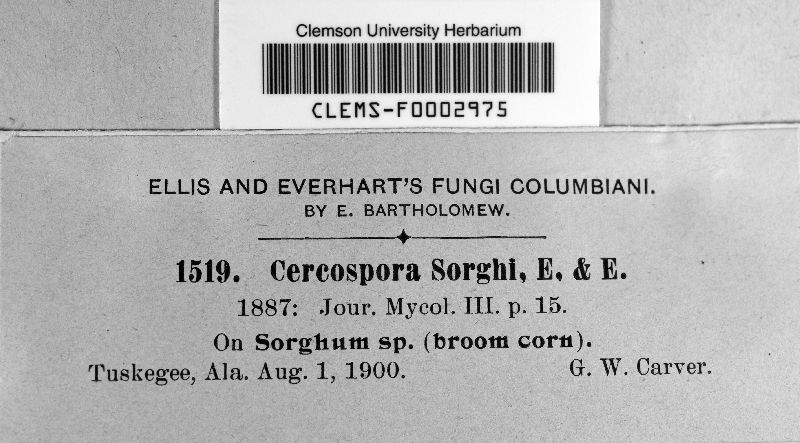 Clemson University Herbarium
CLEMS-F0002975
ELLIS AND EVERHART'S FUNGI COLUMBIANI.
BY E. BARTHOLOMEW.
1519. Cercospora Sorghi, E. & E.
1887: Jour. Mycol. III. p. 15.
On Sorghum sp. (broom corn).
Tuskegee, Ala. Aug. 1, 1900. G. W. Carver.